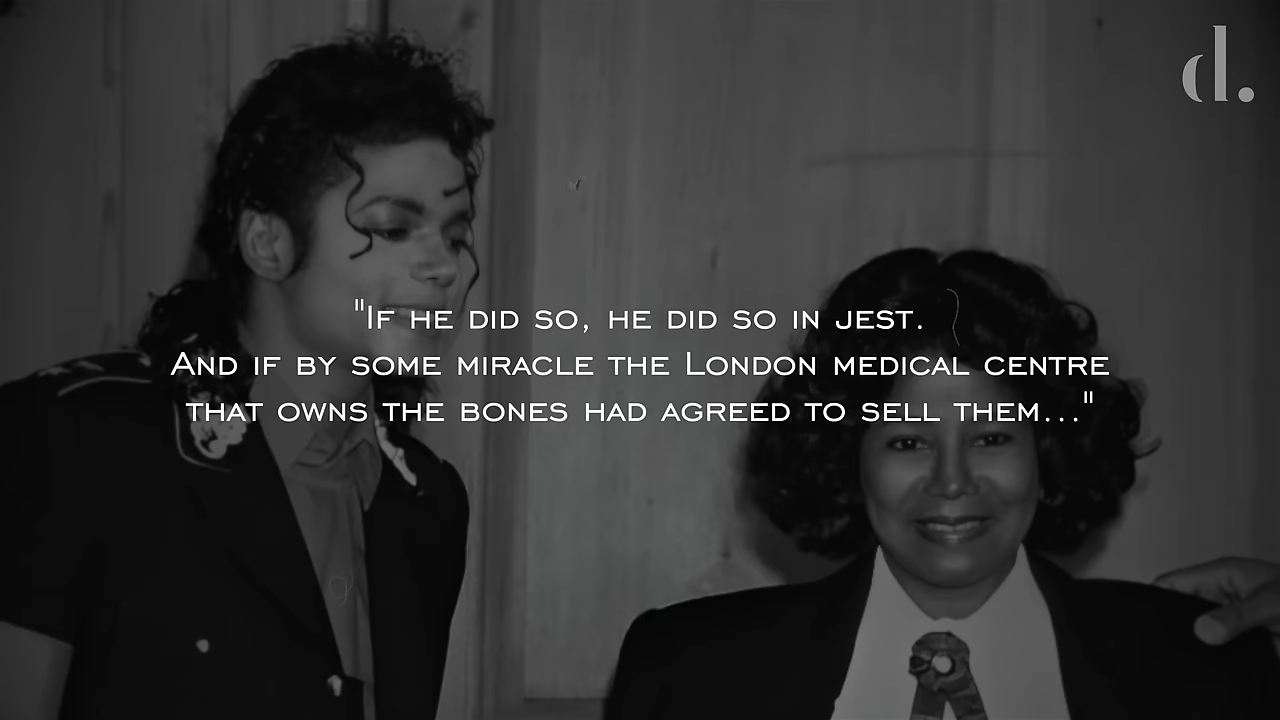 d.
"If he did so, he did so in jest.
And if by some miracle the London medical centre
that owns the bones had agreed to sell them..."